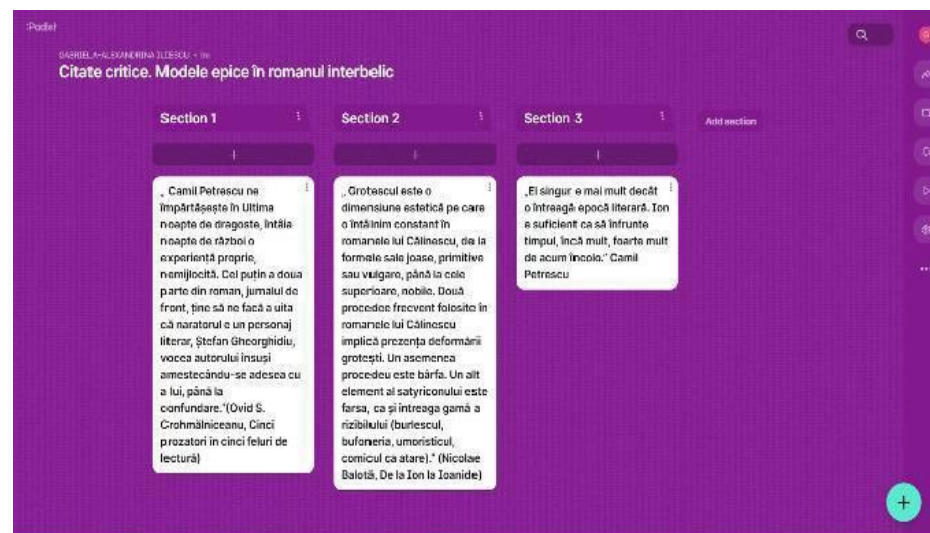 :Padlet
GABRIELA-ALEXANDRINA ILIESCU • 1m
Citate critice. Modele epice în romanul interbelic
Section 1
„ Camil Petrescu ne
împărtășește în Ultima
noapte de dragoste, întâia
noapte de război o
experiență proprie,
nemijlocită. Cel puțin a doua
parte din roman, jurnalul de
front, ține să ne facă a uita
că naratorul e un personaj
literar, Ștefan Gheorghidiu,
vocea autorului însuși
amestecându-se adesea cu
a lui, până la
confundare."(Ovid S.
Crohmălniceanu, Cinci
prozatori in cinci feluri de
lectură)
Section 2
„ Grotescul este o
dimensiune estetică pe care
o întâlnim constant în
romanele lui Călinescu, de la
formele sale joase, primitive
sau vulgare, până la cele
superioare, nobile. Două
procedee frecvent folosite în
romanele lui Călinescu
implică prezența deformării
grotești. Un asemenea
procedeu este bârfa. Un alt
element al satyriconului este
farsa, ca și întreaga gamă a
rizibilului (burlescul,
bufoneria, umoristicul,
comicul ca atare)." (Nicolae
Balotă, De la Ion la Ioanide)
Section 3
„El singur e mai mult decât
o întreagă epocă literară. Ion
e suficient ca să înfrunte
timpul, încă mult, foarte mult
de acum încolo." Camil
Petrescu
Add section